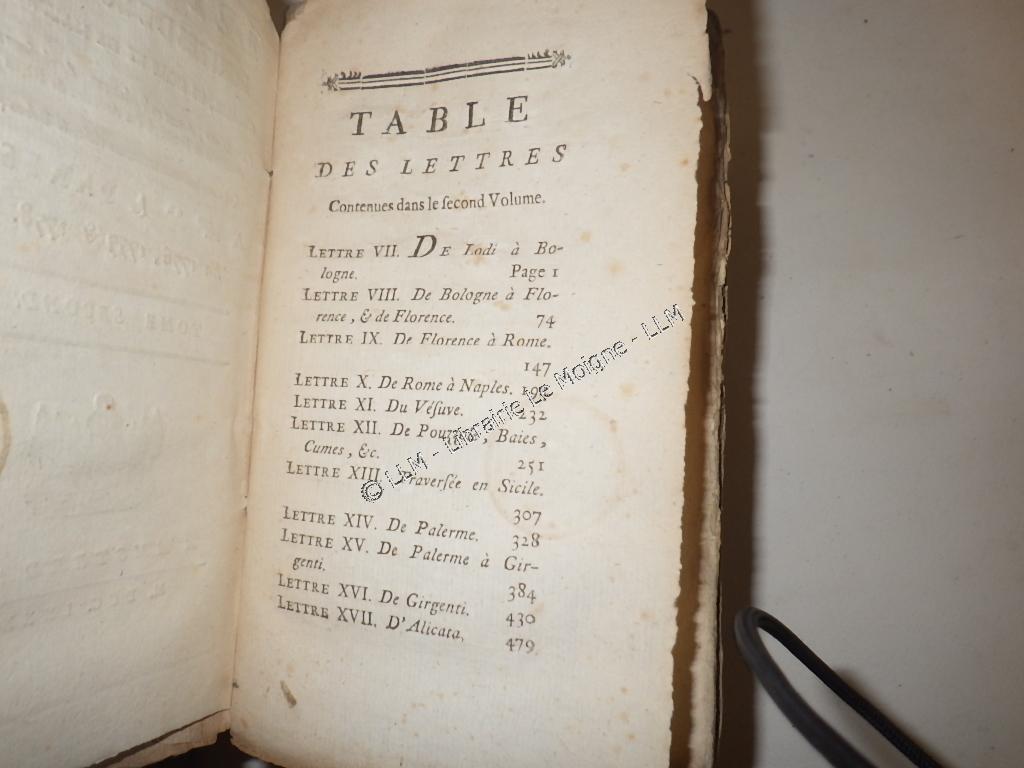 TABLE
DES LETTRES
Contenues dans le ſecond Volume.
LETTRE VII. DE Lodi à Bo-
logne. Page 1
LETTRE VIII. De Bologne à Flo-
rence, & de Florence. 74
LETTRE IX. De Florence à Rome.
147
LETTRE X. De Rome à Naples.
LETTRE XI. Du Véſuve. 232
LETTRE XII. De Baies,
Cumes, &c. 251
LETTRE XIII. Traverſée en Sicile.
307
LETTRE XIV. De Palerme. 328
LETTRE XV. De Palerme à Gir-
genti. 384
LETTRE XVI. De Girgenti. 430
LETTRE XVII. D'Alicata, 479
© LLM - Librairie Le Moigne - LLM